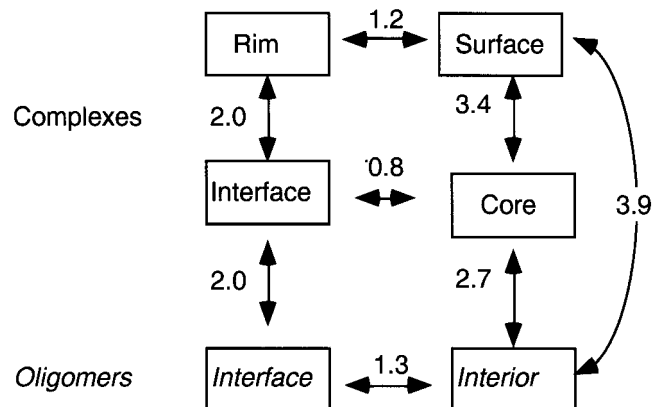 1.2
Rim
Surface
Complexes
2.0
3.4
0.8
Interface
Core
3.9
2.0
2.7
Oligomers
Interface
1.3
Interior